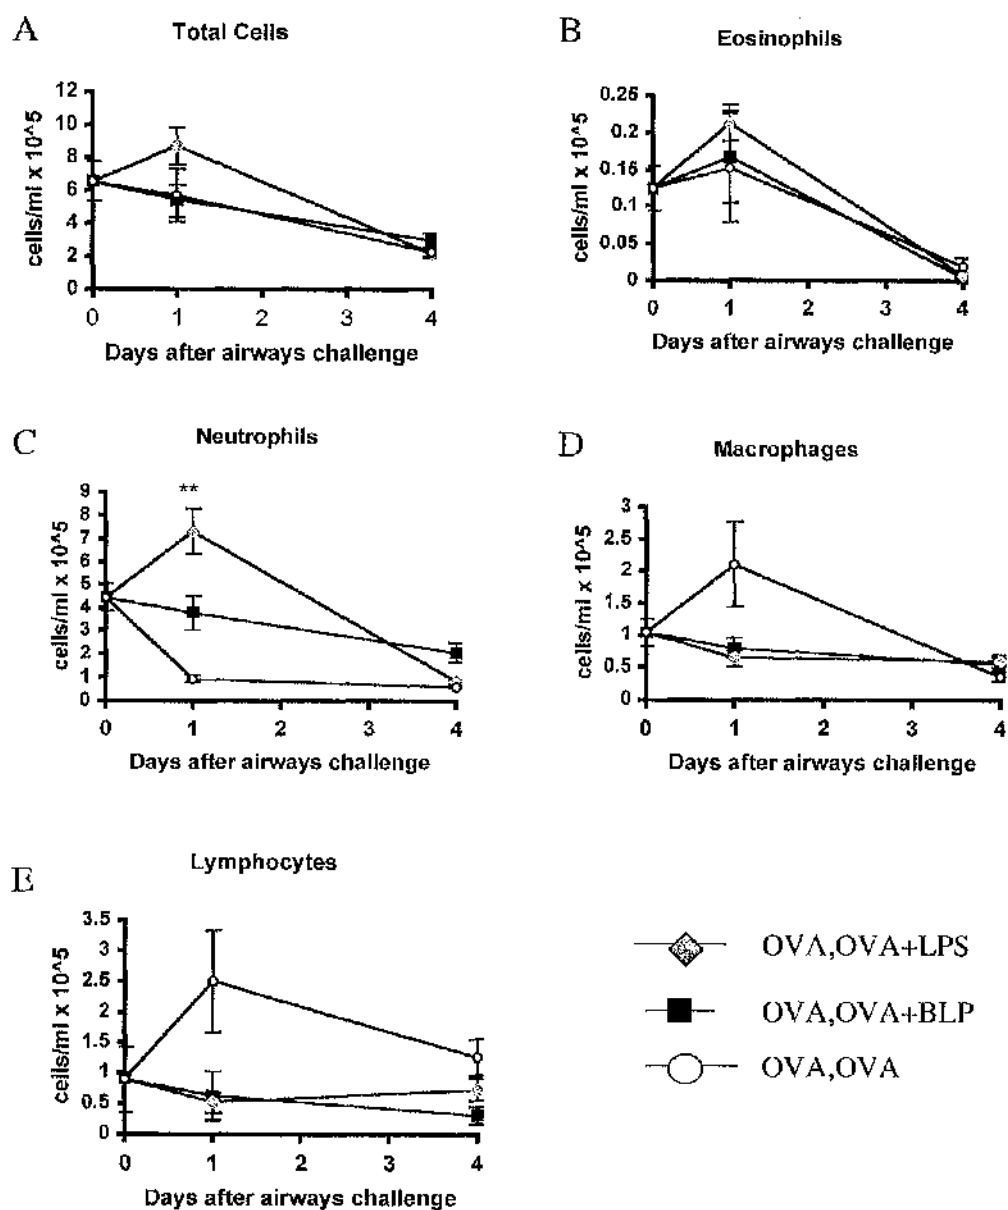 A
Total Cells
12
10
8
6
4
2
0
cells/ml x 10^5
0 1 2 3 4
Days after airways challenge
B
Eosinophils
0.25
0.2
0.15
0.1
0.05
0
cells/ml x 10^5
0 1 2 3 4
Days after airways challenge
C
Neutrophils
**
9
8
7
6
5
4
3
2
1
0
cells/ml x 10^5
0 1 2 3 4
Days after airways challenge
D
Macrophages
3
2.5
2
1.5
1
0.5
0
cells/ml x 10^5
0 1 2 3 4
Days after airways challenge
E
Lymphocytes
3.5
3
2.5
2
1.5
1
0.5
0
cells/ml x 10^5
0 1 2 3 4
Days after airways challenge
OVA,OVA+LPS
OVA,OVA+BLP
OVA,OVA